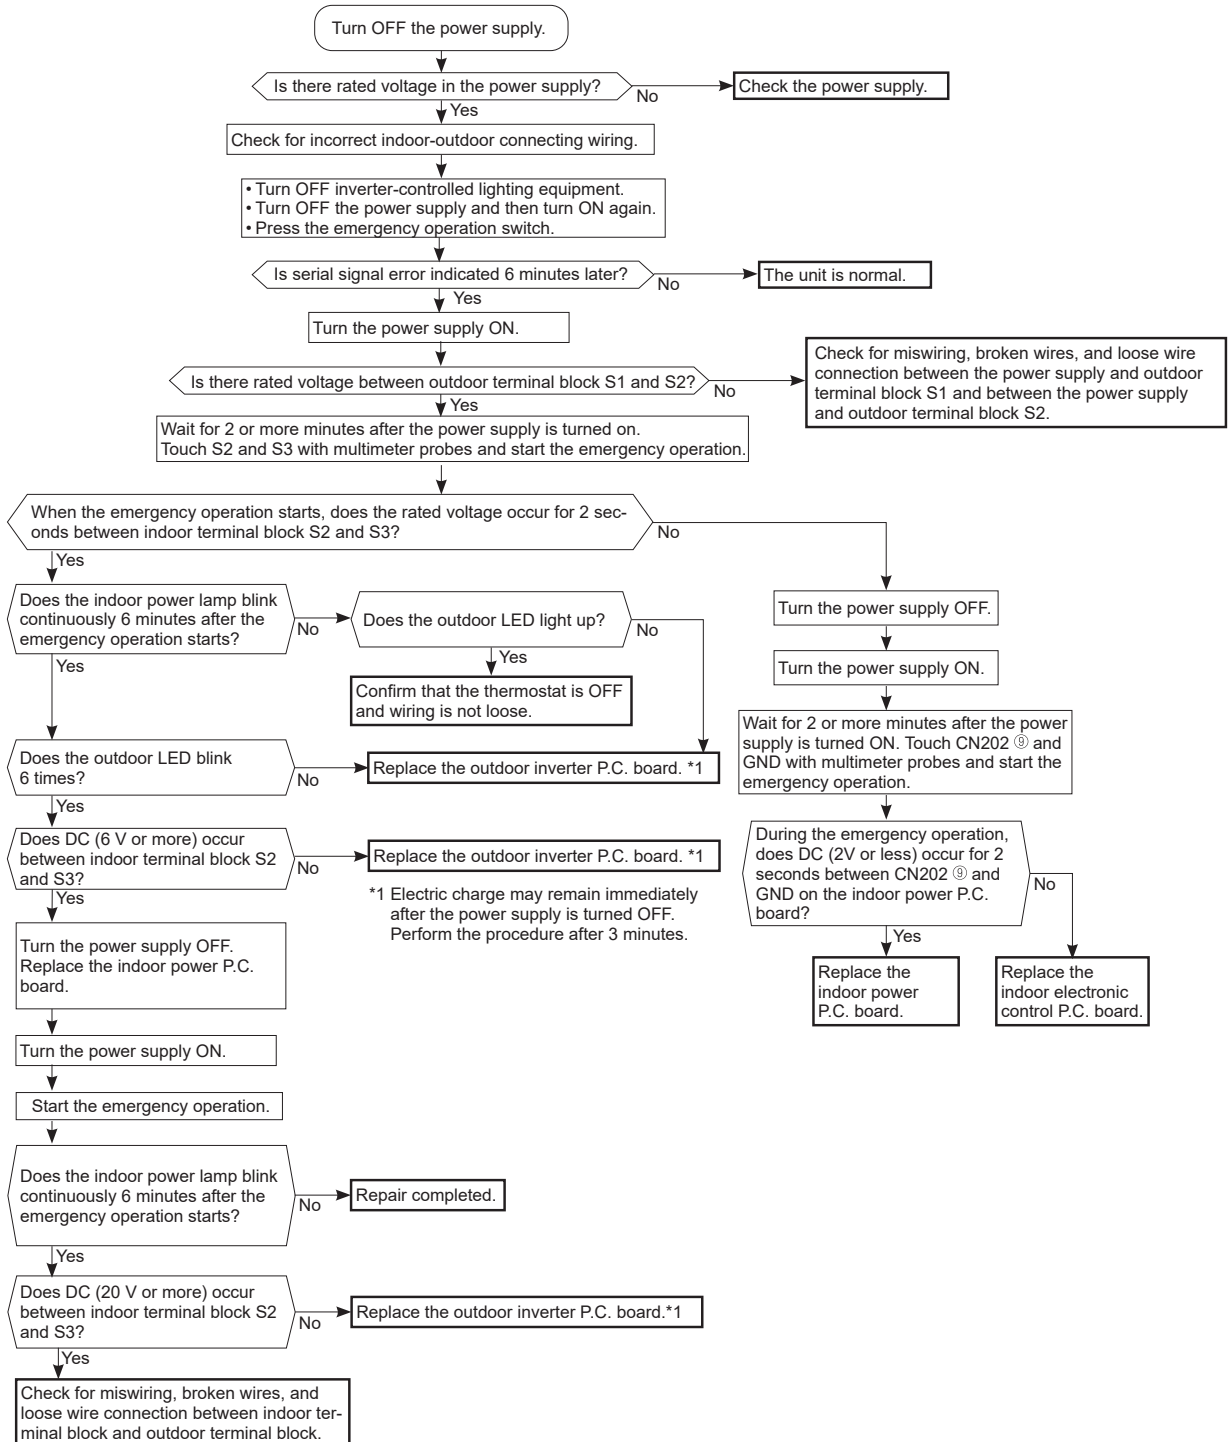 Turn OFF the power supply.
Is there rated voltage in the power supply?
No
Check the power supply.
Yes
Check for incorrect indoor-outdoor connecting wiring.
• Turn OFF inverter-controlled lighting equipment.
• Turn OFF the power supply and then turn ON again.
• Press the emergency operation switch.
Is serial signal error indicated 6 minutes later?
No
The unit is normal.
Yes
Turn the power supply ON.
Is there rated voltage between outdoor terminal block S1 and S2?
No
Check for miswiring, broken wires, and loose wire
connection between the power supply and outdoor
terminal block S1 and between the power supply
and outdoor terminal block S2.
Yes
Wait for 2 or more minutes after the power supply is turned on.
Touch S2 and S3 with multimeter probes and start the emergency operation.
When the emergency operation starts, does the rated voltage occur for 2 sec-
onds between indoor terminal block S2 and S3?
No
Yes
Does the indoor power lamp blink
continuously 6 minutes after the
emergency operation starts?
No
Does the outdoor LED light up?
No
Yes
Confirm that the thermostat is OFF
and wiring is not loose.
Yes
Does the outdoor LED blink
6 times?
No
Replace the outdoor inverter P.C. board. *1
Yes
Does DC (6 V or more) occur
between indoor terminal block S2
and S3?
No
Replace the outdoor inverter P.C. board. *1
*1 Electric charge may remain immediately
after the power supply is turned OFF.
Perform the procedure after 3 minutes.
Yes
Turn the power supply OFF.
Replace the indoor power P.C.
board.
Turn the power supply ON.
Start the emergency operation.
Does the indoor power lamp blink
continuously 6 minutes after the
emergency operation starts?
No
Repair completed.
Yes
Does DC (20 V or more) occur
between indoor terminal block S2
and S3?
No
Replace the outdoor inverter P.C. board.*1
Yes
Check for miswiring, broken wires, and
loose wire connection between indoor ter-
minal block and outdoor terminal block.
Turn the power supply OFF.
Turn the power supply ON.
Wait for 2 or more minutes after the power
supply is turned ON. Touch CN202 ⑨ and
GND with multimeter probes and start the
emergency operation.
During the emergency operation,
does DC (2V or less) occur for 2
seconds between CN202 ⑨ and
GND on the indoor power P.C.
board?
No
Yes
Replace the
indoor power
P.C. board.
Replace the
indoor electronic
control P.C. board.